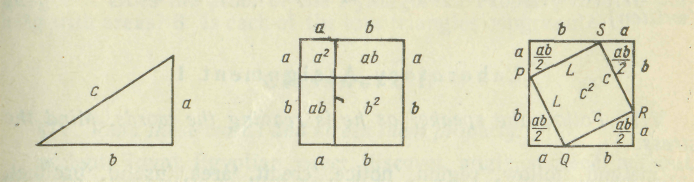 c
a
b
a b
a a² ab a
b ab b² b
a b
b S a
a ab/2 L c ab/2 b
P c²
L c R
b ab/2 ab/2 a
a Q b